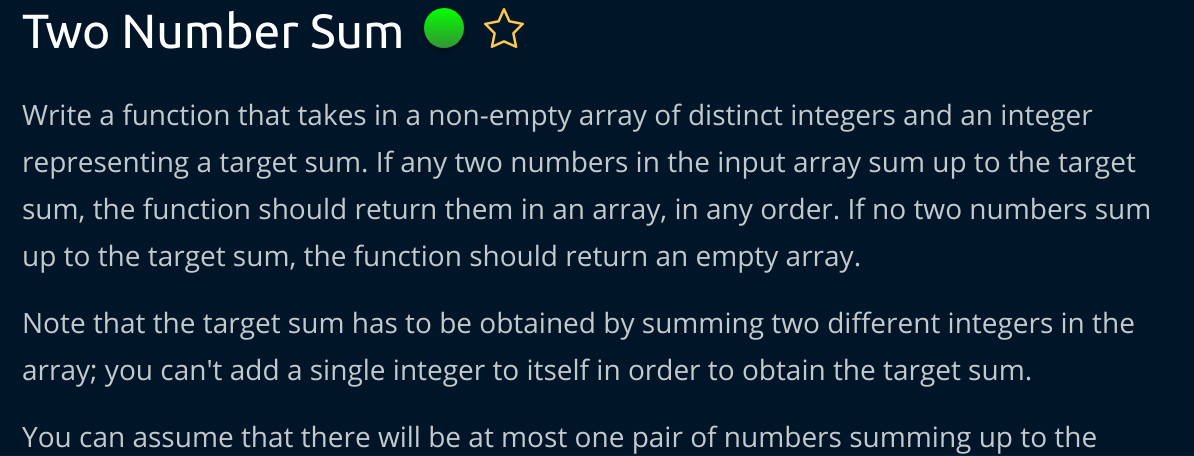 Two Number Sum
Write a function that takes in a non-empty array of distinct integers and an integer
representing a target sum. If any two numbers in the input array sum up to the target
sum, the function should return them in an array, in any order. If no two numbers sum
up to the target sum, the function should return an empty array.
Note that the target sum has to be obtained by summing two different integers in the
array; you can't add a single integer to itself in order to obtain the target sum.
You can assume that there will be at most one pair of numbers summing up to the